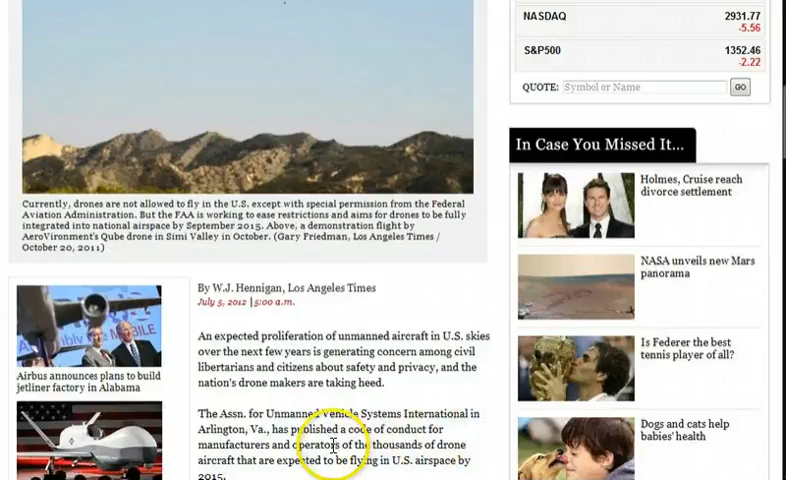 NASDAQ 2931.77
-5.56
S&P500 1352.46
-2.22
QUOTE: Symbol or Name GO
In Case You Missed It...
Holmes, Cruise reach
divorce settlement
NASA unveils new Mars
panorama
Is Federer the best
tennis player of all?
Dogs and cats help
babies' health
Currently, drones are not allowed to fly in the U.S. except with special permission from the Federal
Aviation Administration. But the FAA is working to ease restrictions and aims for drones to be fully
integrated into national airspace by September 2015. Above, a demonstration flight by
AeroVironment's Qube drone in Simi Valley in October. (Gary Friedman, Los Angeles Times /
October 20, 2011)
Airbus announces plans to build
jetliner factory in Alabama
By W.J. Hennigan, Los Angeles Times
July 5, 2012 | 5:00 a.m.
An expected proliferation of unmanned aircraft in U.S. skies
over the next few years is generating concern among civil
libertarians and citizens about safety and privacy, and the
nation's drone makers are taking heed.
The Assn. for Unmanned Vehicle Systems International in
Arlington, Va., has published a code of conduct for
manufacturers and operators of the thousands of drone
aircraft that are expected to be flying in U.S. airspace by
2015.